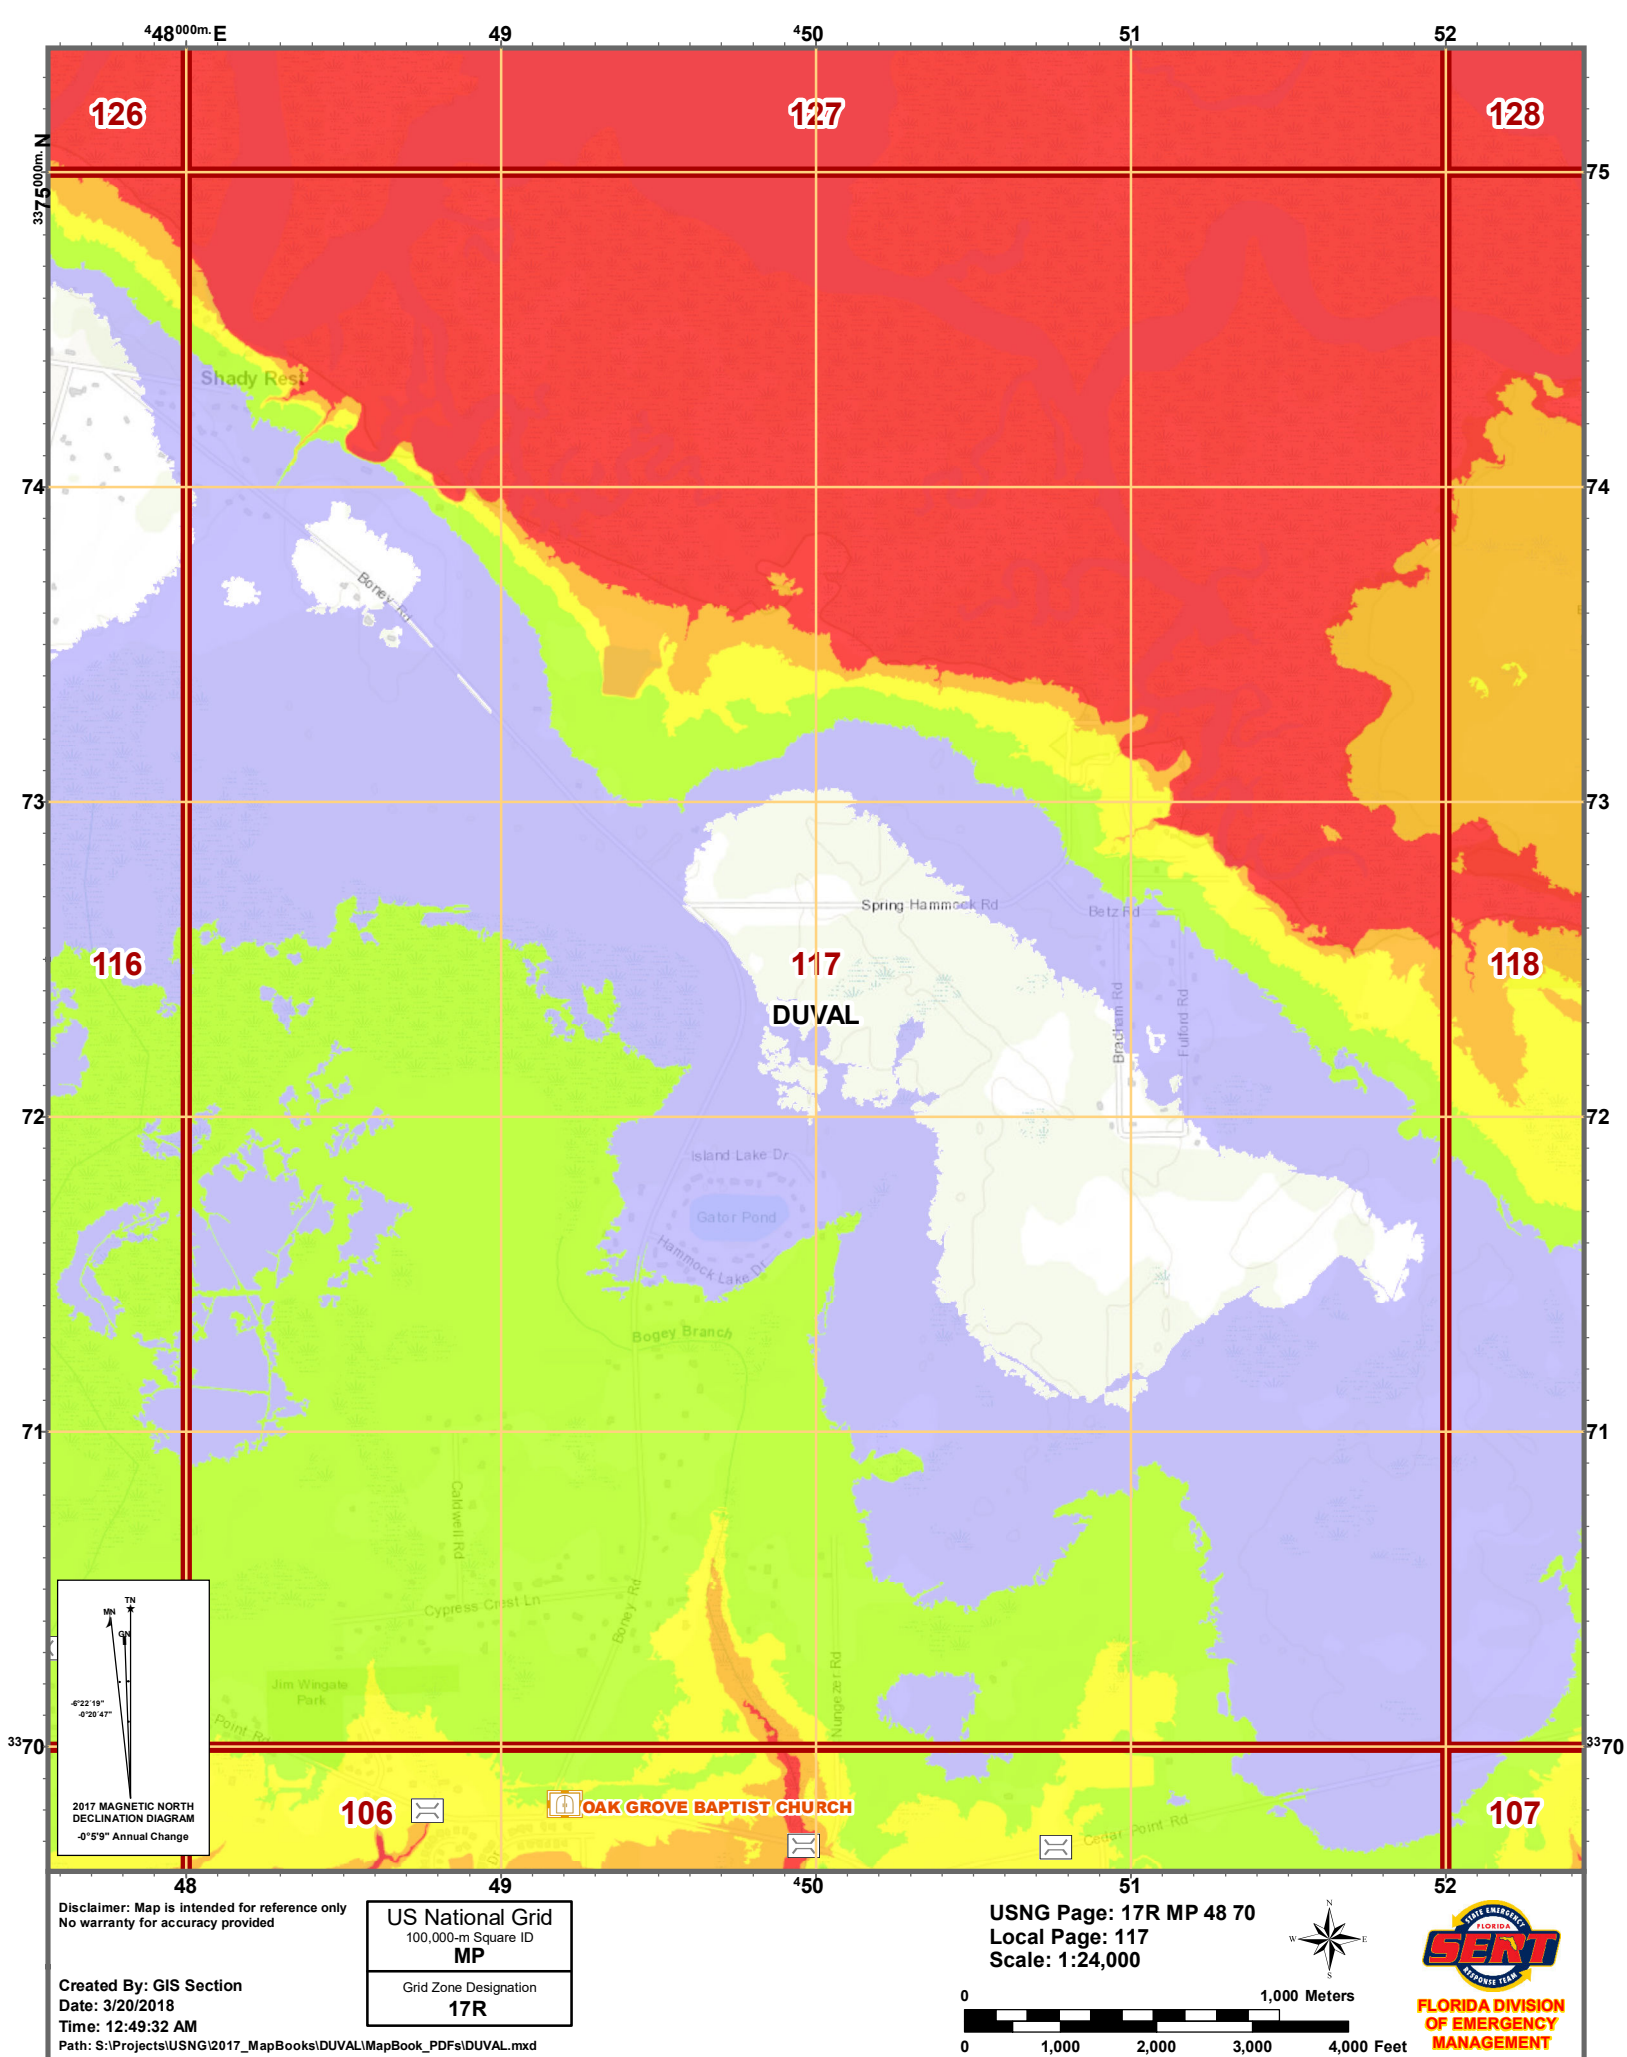 448000m. E 49 450 51 52
126 127 128
3375000m. N 75
Shady Rest
74 74
Boney Rd
73 73
Spring Hammock Rd
Betz Rd
116 117 118
DUVAL
Bradham Rd
Fulford Rd
72 72
Island Lake Dr
Gator Pond
Hammock Lake Dr
Bogey Branch
71 71
Caldwell Rd
Cypress Crest Ln
Boney Rd
Nungezer Rd
Jim Wingate
Park
Point Rd
3370 3370
TN
MN
GN
-6°22'19"
-0°20'47"
2017 MAGNETIC NORTH
DECLINATION DIAGRAM
-0°5'9" Annual Change
OAK GROVE BAPTIST CHURCH
106 107
Cedar Point Rd
Dr
48 49 450 51 52
Disclaimer: Map is intended for reference only
No warranty for accuracy provided
Created By: GIS Section
Date: 3/20/2018
Time: 12:49:32 AM
Path: S:\Projects\USNG\2017_MapBooks\DUVAL\MapBook_PDFs\DUVAL.mxd
US National Grid
100,000-m Square ID
MP
Grid Zone Designation
17R
USNG Page: 17R MP 48 70
Local Page: 117
Scale: 1:24,000
N
W E
S
0 1,000 Meters
0 1,000 2,000 3,000 4,000 Feet
STATE EMERGENCY
FLORIDA
SERT
RESPONSE TEAM
FLORIDA DIVISION
OF EMERGENCY
MANAGEMENT